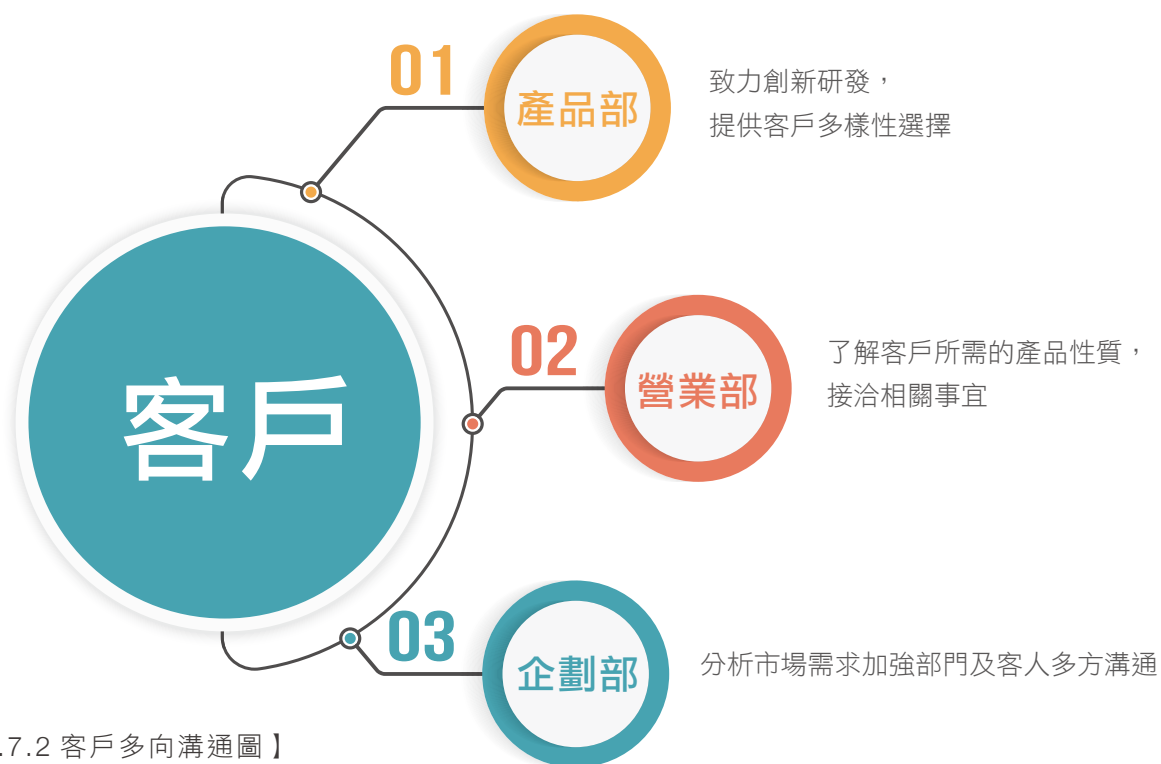 01
產品部
致力創新研發，
提供客戶多樣性選擇
客戶
02
營業部
了解客戶所需的產品性質，
接洽相關事宜
03
企劃部
分析市場需求加強部門及客人多方溝通
.7.2 客戶多向溝通圖】